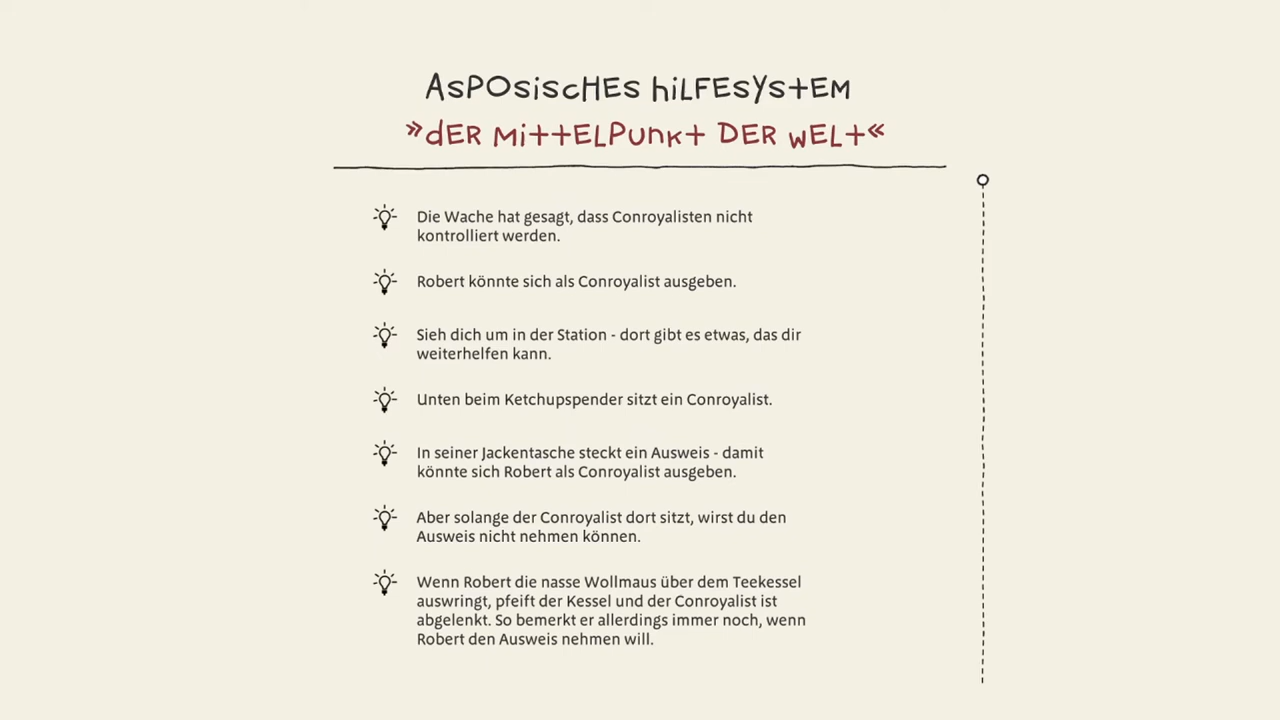 Asposisches Hilfesystem
»Der Mittelpunkt der Welt«
Die Wache hat gesagt, dass Conroyalisten nicht
kontrolliert werden.
Robert könnte sich als Conroyalist ausgeben.
Sieh dich um in der Station - dort gibt es etwas, das dir
weiterhelfen kann.
Unten beim Ketchupspender sitzt ein Conroyalist.
In seiner Jackentasche steckt ein Ausweis - damit
könnte sich Robert als Conroyalist ausgeben.
Aber solange der Conroyalist dort sitzt, wirst du den
Ausweis nicht nehmen können.
Wenn Robert die nasse Wollmaus über dem Teekessel
auswringt, pfeift der Kessel und der Conroyalist ist
abgelenkt. So bemerkt er allerdings immer noch, wenn
Robert den Ausweis nehmen will.